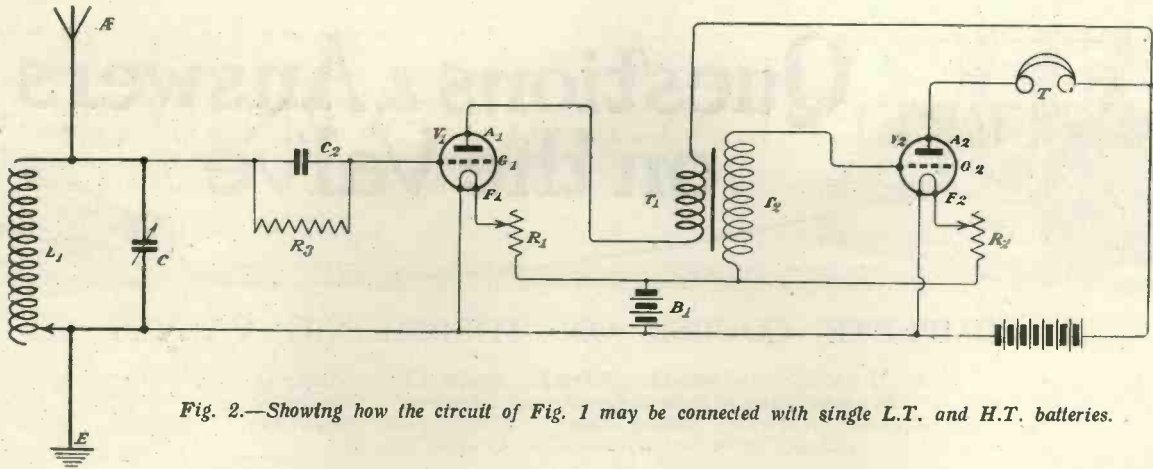 Æ
L1
C
E
C2
R3
V1 A1
G1
F1
R1
T1
T2
B1
T
V2 A2
G2
F2
R2
Fig. 2.—Showing how the circuit of Fig. 1 may be connected with single L.T. and H.T. batteries.